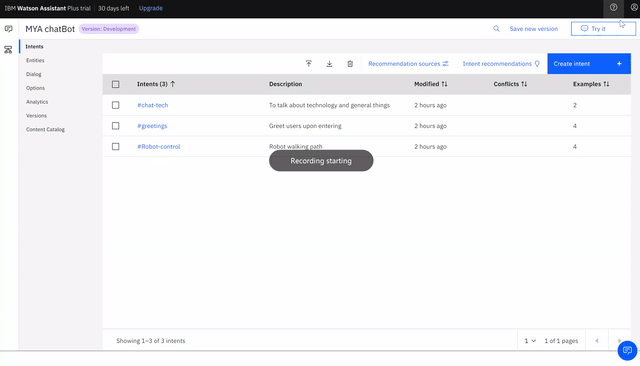 IBM Watson Assistant Plus trial 30 days left Upgrade
MYA chatBot Version: Development Save new version Try it
Intents
Entities
Dialog
Options
Analytics
Versions
Content Catalog
Recommendation sources Intent recommendations Create intent +
Intents (3) ↑ Description Modified ↑↓ Conflicts ↑↓ Examples ↑↓
#chat-tech To talk about technology and general things 2 hours ago 2
#greetings Greet users upon entering 2 hours ago 4
#Robot-control Robot walking path 2 hours ago 4
Recording starting
Showing 1–3 of 3 intents 1 1 of 1 pages